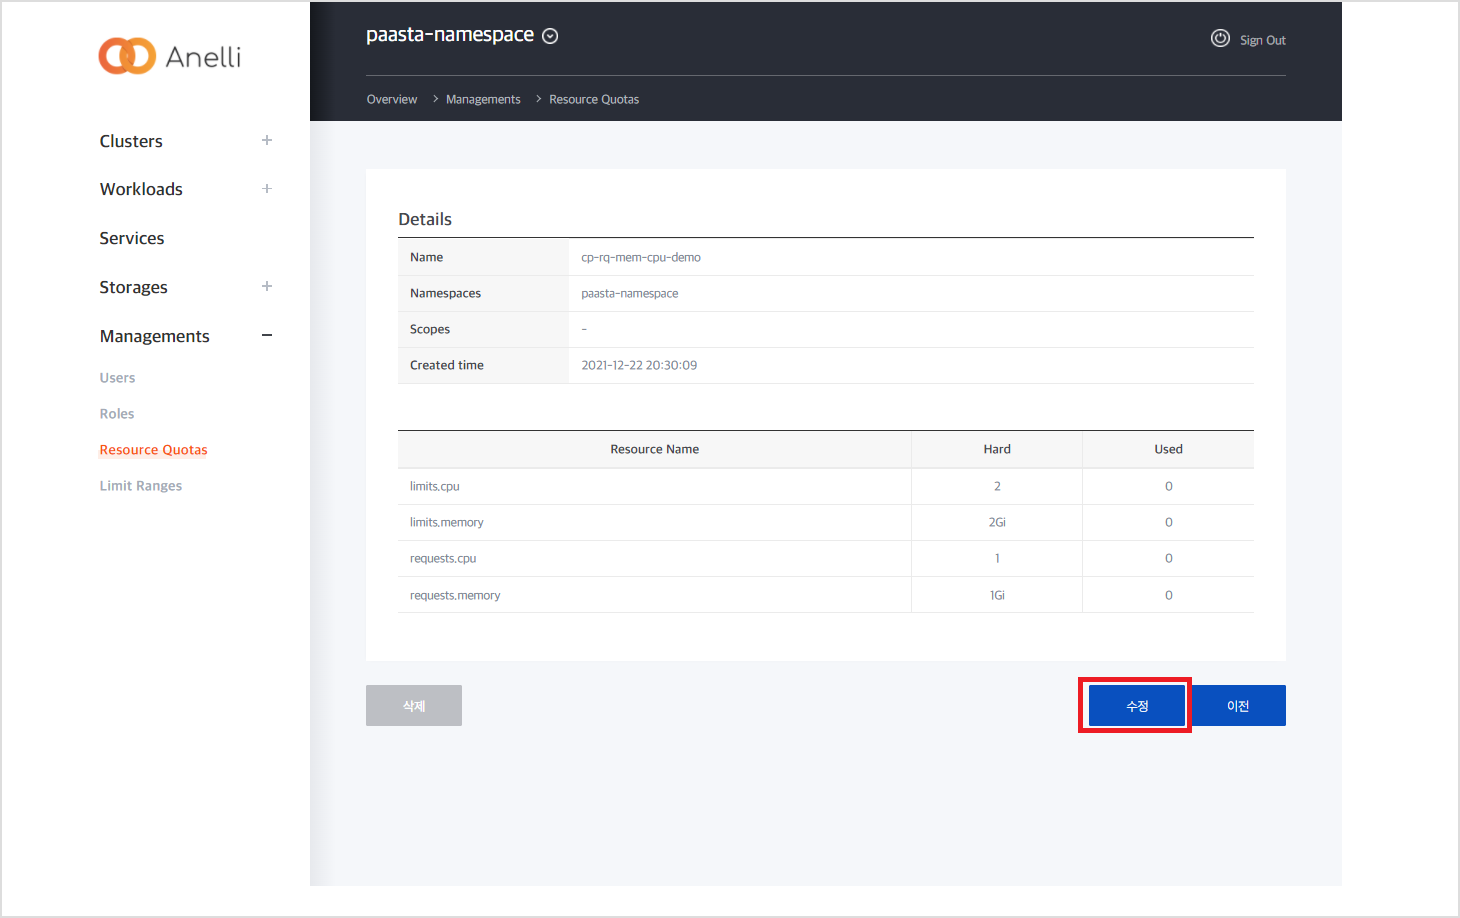 Anelli
Clusters
Workloads
Services
Storages
Managements
Users
Roles
Resource Quotas
Limit Ranges
paasta-namespace
Sign Out
Overview > Managements > Resource Quotas
Details
Name cp-rq-mem-cpu-demo
Namespaces paasta-namespace
Scopes -
Created time 2021-12-22 20:30:09
Resource Name Hard Used
limits.cpu 2 0
limits.memory 2Gi 0
requests.cpu 1 0
requests.memory 1Gi 0
삭제 수정 이전